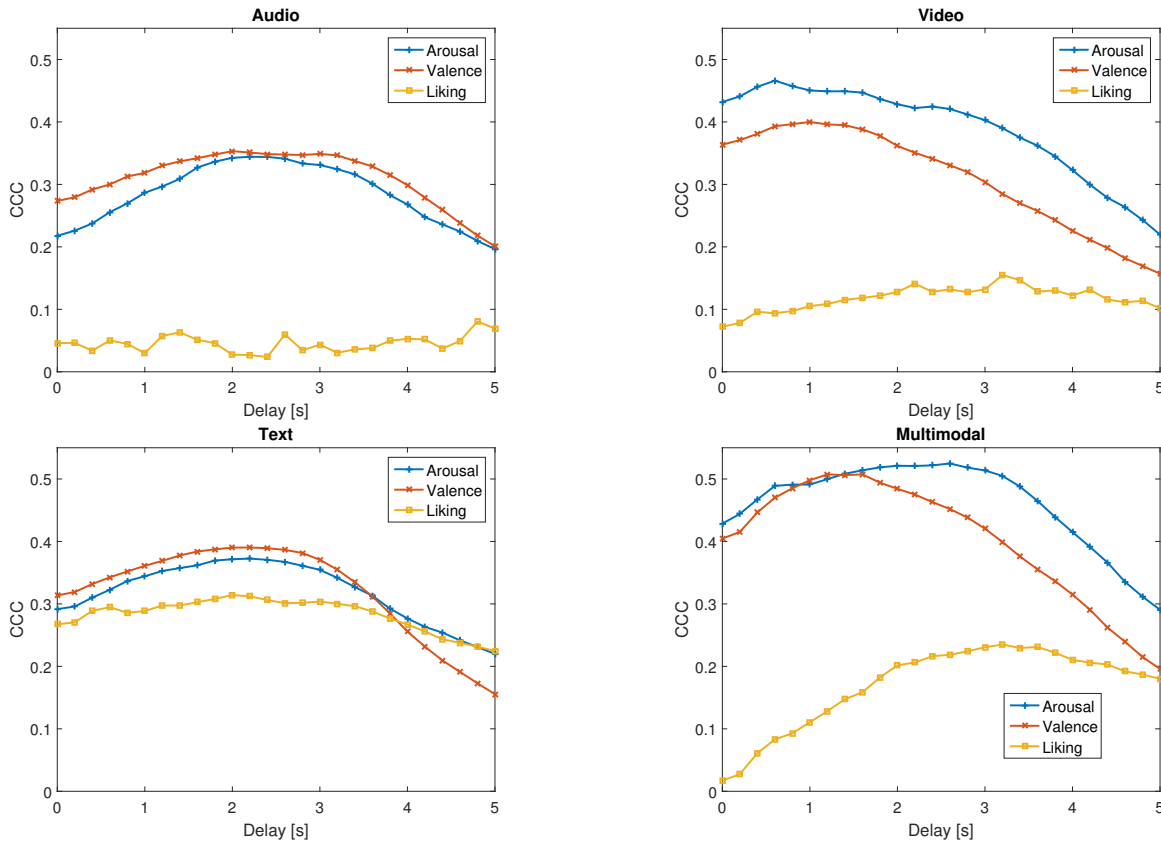 Audio
0.5
0.4
0.3
0.2
0.1
0
CCC
0 1 2 3 4 5
Delay [s]
Arousal
Valence
Liking
Video
0.5
0.4
0.3
0.2
0.1
0
CCC
0 1 2 3 4 5
Delay [s]
Arousal
Valence
Liking
Text
0.5
0.4
0.3
0.2
0.1
0
CCC
0 1 2 3 4 5
Delay [s]
Arousal
Valence
Liking
Multimodal
0.5
0.4
0.3
0.2
0.1
0
CCC
0 1 2 3 4 5
Delay [s]
Arousal
Valence
Liking